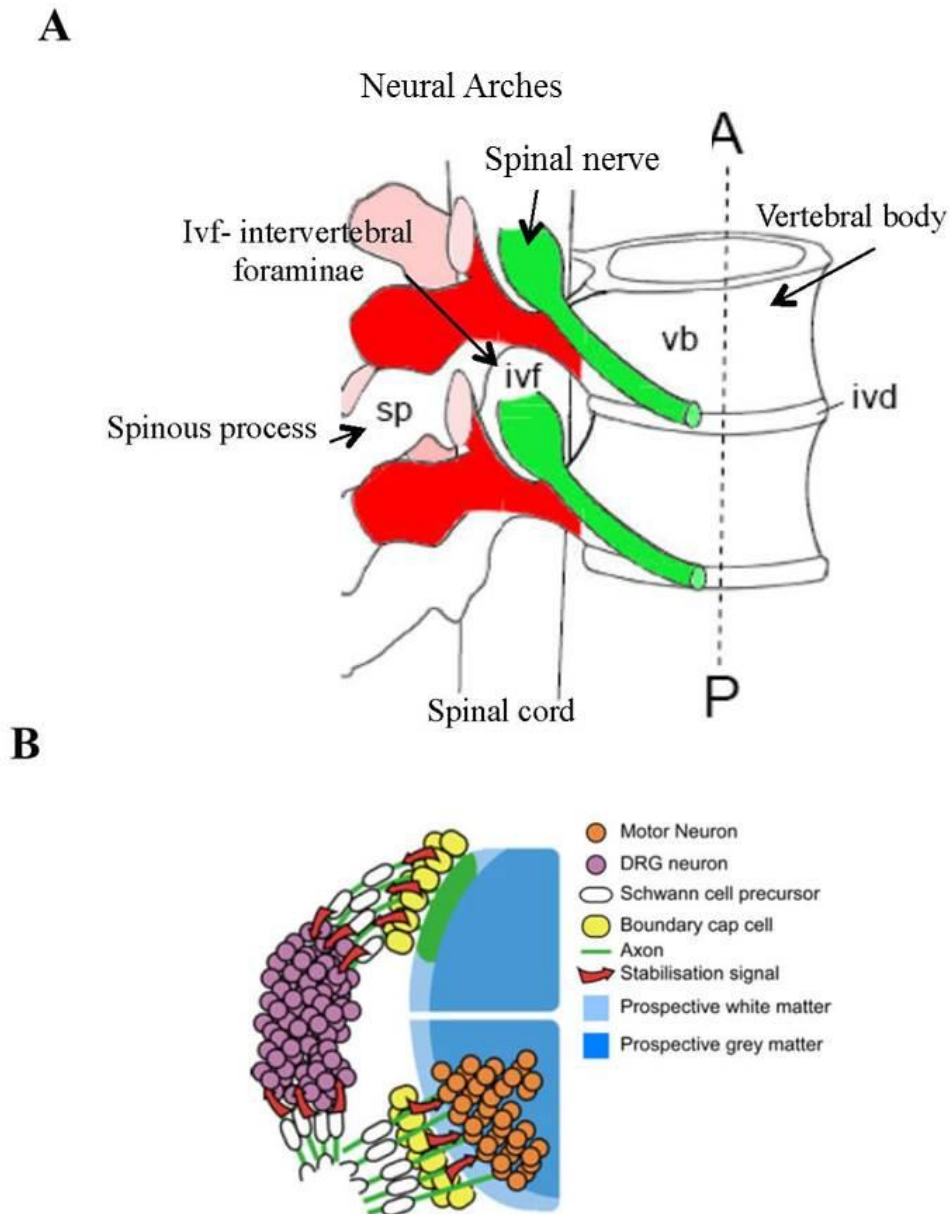 A
Neural Arches
A
Spinal nerve
Vertebral body
Ivf- intervertebral
foraminae
vb
ivf
ivd
sp
Spinous process
Spinal cord
P
B
Motor Neuron
DRG neuron
Schwann cell precursor
Boundary cap cell
Axon
Stabilisation signal
Prospective white matter
Prospective grey matter